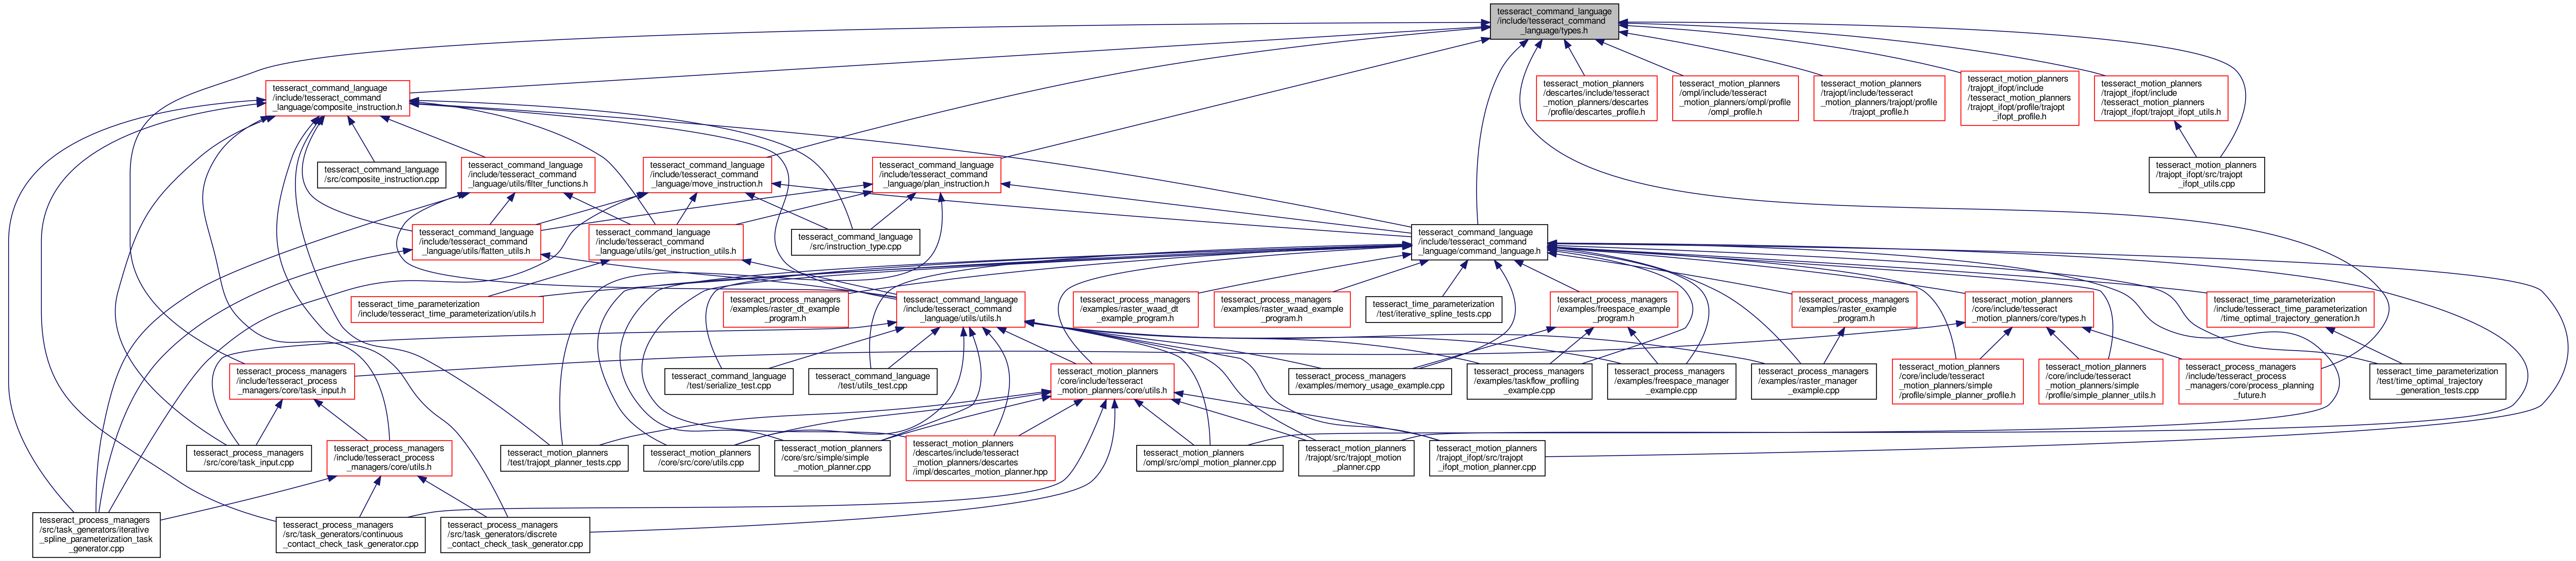 tesseract_command_language
/include/tesseract_command
_language/types.h
tesseract_command_language
/include/tesseract_command
_language/composite_instruction.h
tesseract_motion_planners
/descartes/include/tesseract
_motion_planners/descartes
/profile/descartes_profile.h
tesseract_motion_planners
/ompl/include/tesseract
_motion_planners/ompl/profile
/ompl_profile.h
tesseract_motion_planners
/trajopt/include/tesseract
_motion_planners/trajopt/profile
/trajopt_profile.h
tesseract_motion_planners
/trajopt_ifopt/include
/tesseract_motion_planners
/trajopt_ifopt/profile/trajopt
_ifopt_profile.h
tesseract_motion_planners
/trajopt_ifopt/include
/tesseract_motion_planners
/trajopt_ifopt/trajopt_ifopt_utils.h
tesseract_command_language
/src/composite_instruction.cpp
tesseract_command_language
/include/tesseract_command
_language/utils/filter_functions.h
tesseract_command_language
/include/tesseract_command
_language/move_instruction.h
tesseract_command_language
/include/tesseract_command
_language/plan_instruction.h
tesseract_motion_planners
/trajopt_ifopt/src/trajopt
_ifopt_utils.cpp
tesseract_command_language
/include/tesseract_command
_language/utils/flatten_utils.h
tesseract_command_language
/include/tesseract_command
_language/utils/get_instruction_utils.h
tesseract_command_language
/src/instruction_type.cpp
tesseract_command_language
/include/tesseract_command
_language/command_language.h
tesseract_time_parameterization
/include/tesseract_time_parameterization/utils.h
tesseract_process_managers
/examples/raster_dt_example
_program.h
tesseract_command_language
/include/tesseract_command
_language/utils/utils.h
tesseract_process_managers
/examples/raster_waad_dt
_example_program.h
tesseract_process_managers
/examples/raster_waad_example
_program.h
tesseract_time_parameterization
/test/iterative_spline_tests.cpp
tesseract_process_managers
/examples/freespace_example
_program.h
tesseract_process_managers
/examples/raster_example
_program.h
tesseract_motion_planners
/core/include/tesseract
_motion_planners/core/types.h
tesseract_time_parameterization
/include/tesseract_time_parameterization
/time_optimal_trajectory_generation.h
tesseract_process_managers
/include/tesseract_process
_managers/core/task_input.h
tesseract_command_language
/test/serialize_test.cpp
tesseract_command_language
/test/utils_test.cpp
tesseract_motion_planners
/core/include/tesseract
_motion_planners/core/utils.h
tesseract_process_managers
/examples/memory_usage_example.cpp
tesseract_process_managers
/examples/taskflow_profiling
_example.cpp
tesseract_process_managers
/examples/freespace_manager
_example.cpp
tesseract_process_managers
/examples/raster_manager
_example.cpp
tesseract_motion_planners
/core/include/tesseract
_motion_planners/simple
/profile/simple_planner_profile.h
tesseract_motion_planners
/core/include/tesseract
_motion_planners/simple
/profile/simple_planner_utils.h
tesseract_process_managers
/include/tesseract_process
_managers/core/process_planning
_future.h
tesseract_time_parameterization
/test/time_optimal_trajectory
_generation_tests.cpp
tesseract_process_managers
/src/core/task_input.cpp
tesseract_process_managers
/include/tesseract_process
_managers/core/utils.h
tesseract_motion_planners
/test/trajopt_planner_tests.cpp
tesseract_motion_planners
/core/src/core/utils.cpp
tesseract_motion_planners
/core/src/simple/simple
_motion_planner.cpp
tesseract_motion_planners
/descartes/include/tesseract
_motion_planners/descartes
/impl/descartes_motion_planner.hpp
tesseract_motion_planners
/ompl/src/ompl_motion_planner.cpp
tesseract_motion_planners
/trajopt/src/trajopt_motion
_planner.cpp
tesseract_motion_planners
/trajopt_ifopt/src/trajopt
_ifopt_motion_planner.cpp
tesseract_process_managers
/src/task_generators/iterative
_spline_parameterization_task
_generator.cpp
tesseract_process_managers
/src/task_generators/continuous
_contact_check_task_generator.cpp
tesseract_process_managers
/src/task_generators/discrete
_contact_check_task_generator.cpp